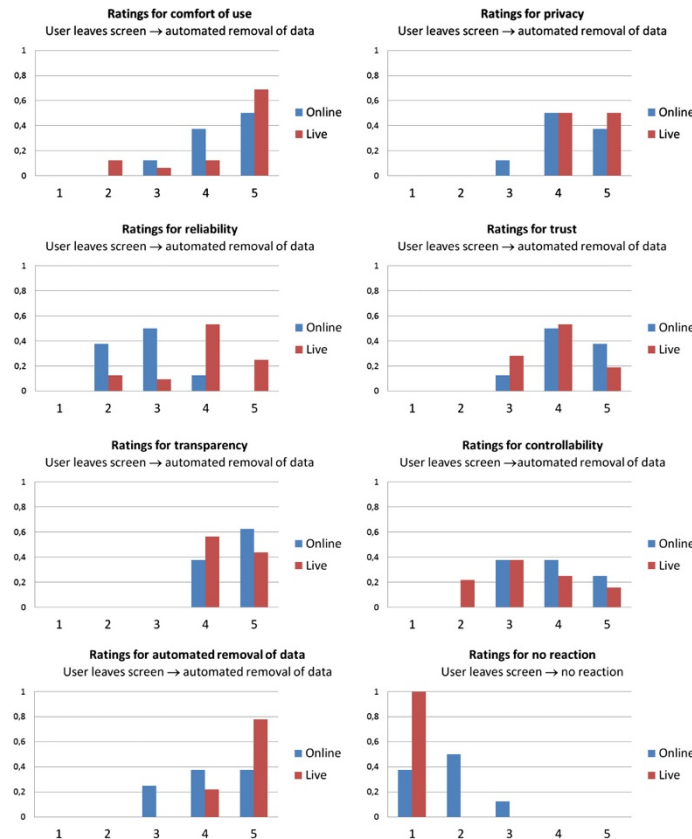 Ratings for comfort of use
User leaves screen → automated removal of data
1
0,8
0,6
0,4
0,2
0
1 2 3 4 5
Online
Live
Ratings for privacy
User leaves screen → automated removal of data
1
0,8
0,6
0,4
0,2
0
1 2 3 4 5
Online
Live
Ratings for reliability
User leaves screen → automated removal of data
1
0,8
0,6
0,4
0,2
0
1 2 3 4 5
Online
Live
Ratings for trust
User leaves screen → automated removal of data
1
0,8
0,6
0,4
0,2
0
1 2 3 4 5
Online
Live
Ratings for transparency
User leaves screen → automated removal of data
1
0,8
0,6
0,4
0,2
0
1 2 3 4 5
Online
Live
Ratings for controllability
User leaves screen →automated removal of data
1
0,8
0,6
0,4
0,2
0
1 2 3 4 5
Online
Live
Ratings for automated removal of data
User leaves screen → automated removal of data
1
0,8
0,6
0,4
0,2
0
1 2 3 4 5
Online
Live
Ratings for no reaction
User leaves screen → no reaction
1
0,8
0,6
0,4
0,2
0
1 2 3 4 5
Online
Live